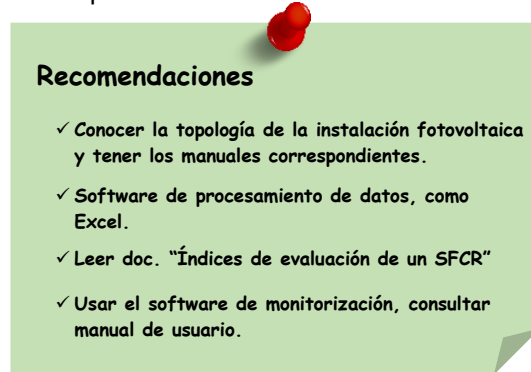 Recomendaciones
✓ Conocer la topología de la instalación fotovoltaica
y tener los manuales correspondientes.
✓ Software de procesamiento de datos, como
Excel.
✓ Leer doc. “Índices de evaluación de un SFCR”
✓ Usar el software de monitorización, consultar
manual de usuario.